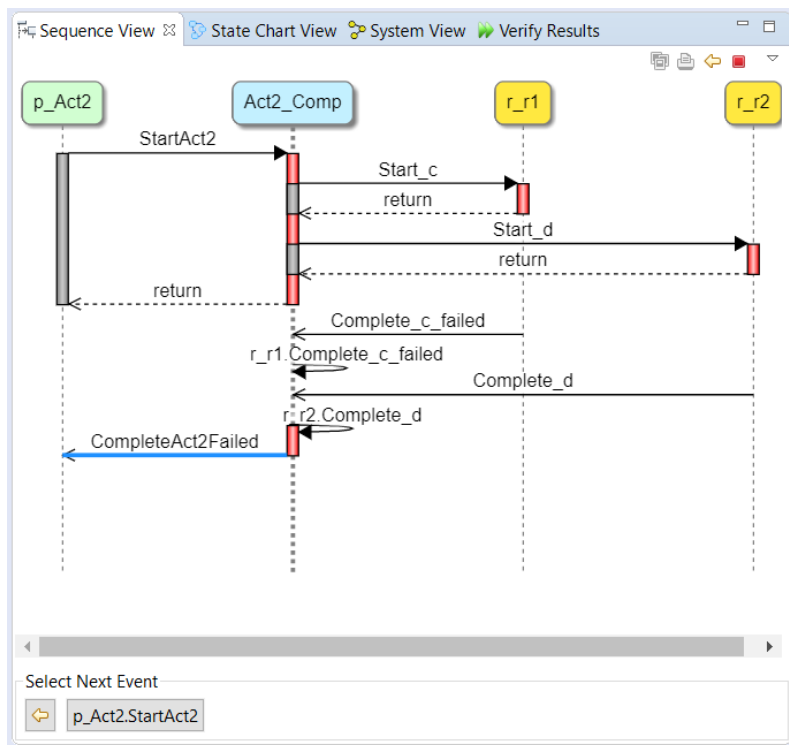 Sequence View State Chart View System View Verify Results
p_Act2 Act2_Comp r_r1 r_r2
StartAct2
Start_c
return
Start_d
return
return
Complete_c_failed
r_r1.Complete_c_failed
Complete_d
r_r2.Complete_d
CompleteAct2Failed
Select Next Event
p_Act2.StartAct2